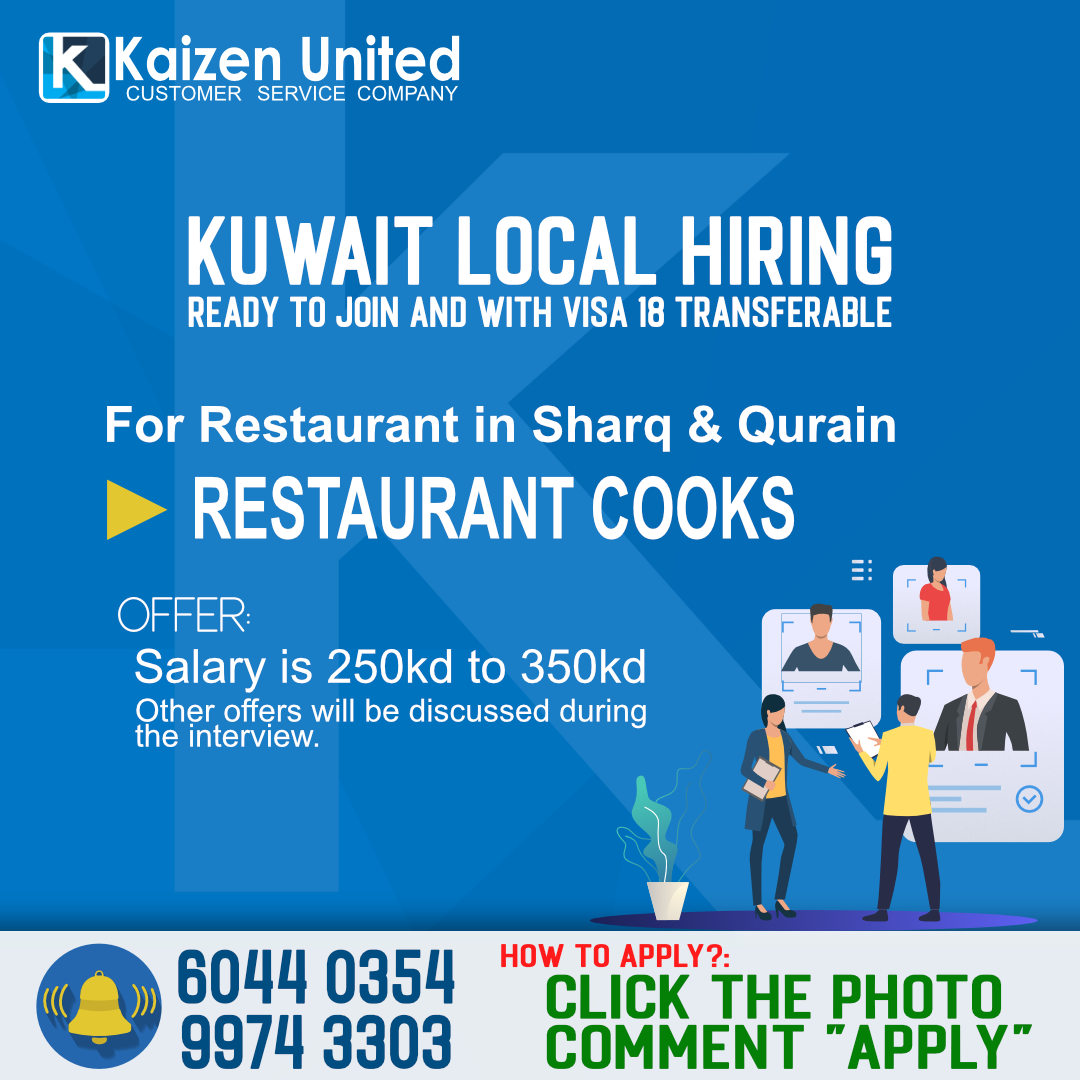 K Kaizen United
CUSTOMER SERVICE COMPANY
KUWAIT LOCAL HIRING
READY TO JOIN AND WITH VISA 18 TRANSFERABLE
For Restaurant in Sharq & Qurain
RESTAURANT COOKS
OFFER:
Salary is 250kd to 350kd
Other offers will be discussed during
the interview.
6044 0354
9974 3303
HOW TO APPLY?:
CLICK THE PHOTO
COMMENT "APPLY"